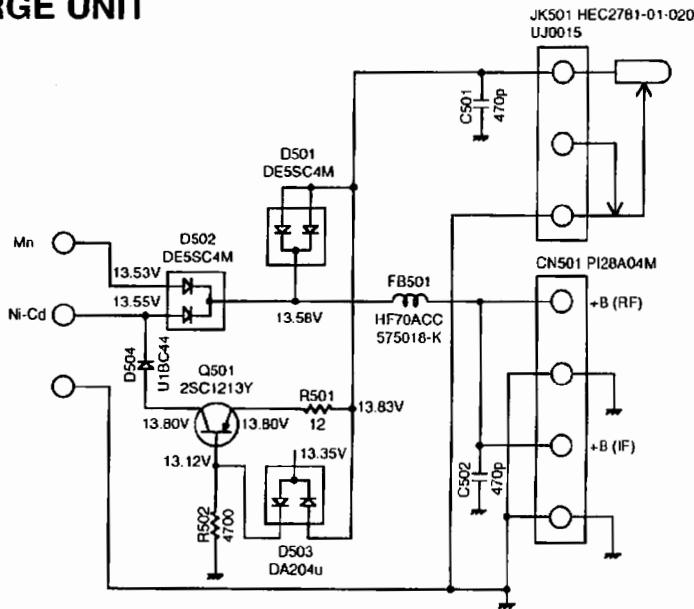 RGE UNIT
JK501 HEC2781-01-020
UJ0015
C501
470p
D501
DE5SC4M
Mn
D502
DE5SC4M
13.53V
13.55V
Ni-Cd
13.58V
FB501
HF70ACC
575018-K
CN501 PI28A04M
+B (RF)
D504
U1BC44
Q501
2SC1213Y
R501
12
13.83V
13.80V
13.80V
13.12V
13.35V
+B (IF)
C502
470p
R502
4700
D503
DA204u